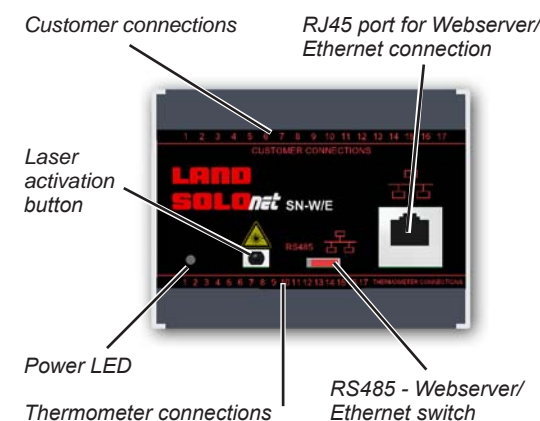 Customer connections
RJ45 port for Webserver/
Ethernet connection
1 2 3 4 5 6 7 8 9 10 11 12 13 14 15 16 17
CUSTOMER CONNECTIONS
Laser
activation
button
LAND
SOLOnet SN-W/E
RS485
1 2 3 4 5 6 7 8 9 10 11 12 13 14 15 16 17 THERMOMETER CONNECTIONS
Power LED
Thermometer connections
RS485 - Webserver/
Ethernet switch